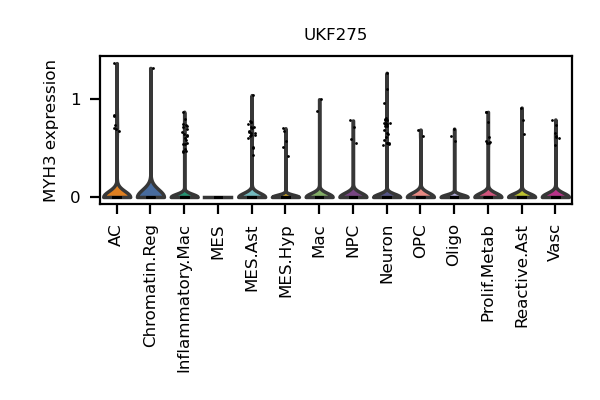 UKF275
MYH3 expression
1
0
AC
Chromatin.Reg
Inflammatory.Mac
MES
MES.Ast
MES.Hyp
Mac
NPC
Neuron
OPC
Oligo
Prolif.Metab
Reactive.Ast
Vasc